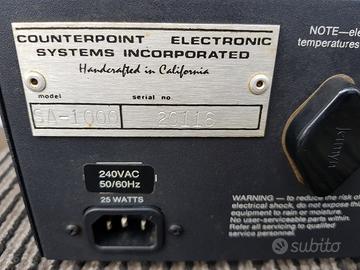 COUNTERPOINT ELECTRONIC
SYSTEMS INCORPORATED
Handcrafted in California
model
serial no.
SA-1000
20116
NOTE—ele
temperatures
kimya
240VAC
50/60Hz
25 WATTS
WARNING — to reduce the risk of
electrical shock, do not expose this
equipment to rain or moisture.
No user-serviceable parts within.
Refer all servicing to qualified
service personnel.
subito